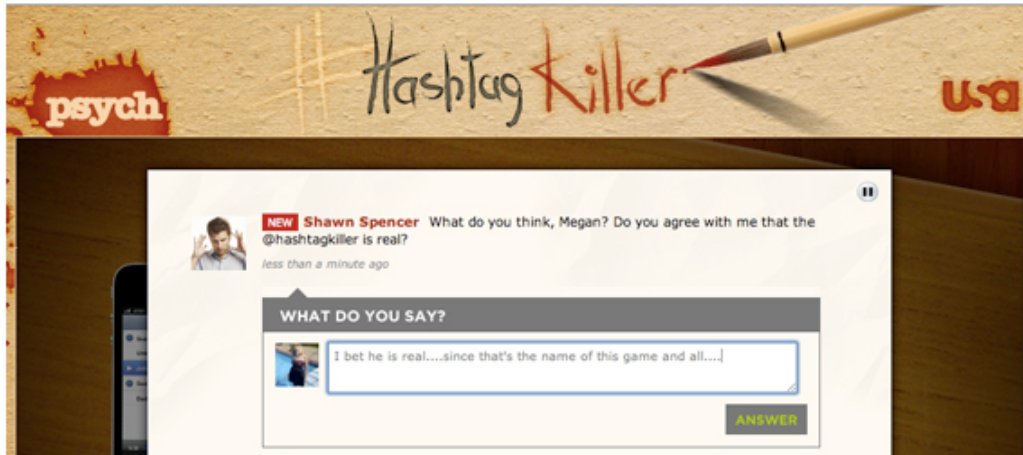 # Hashtag Killer
psych
usa
NEW Shawn Spencer What do you think, Megan? Do you agree with me that the
@hashtagkiller is real?
less than a minute ago
WHAT DO YOU SAY?
I bet he is real....since that's the name of this game and all....
ANSWER